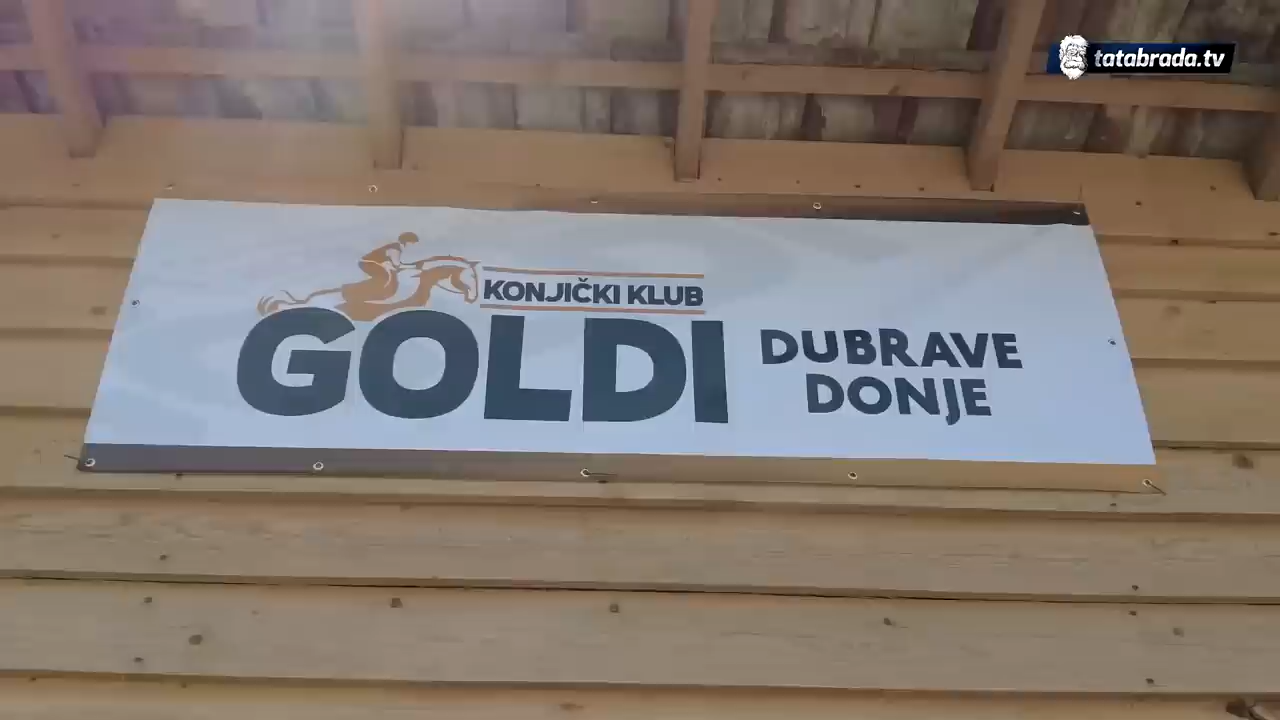 tatabrada.tv
KONJIČKI KLUB
GOLDI
DUBRAVE
DONJE